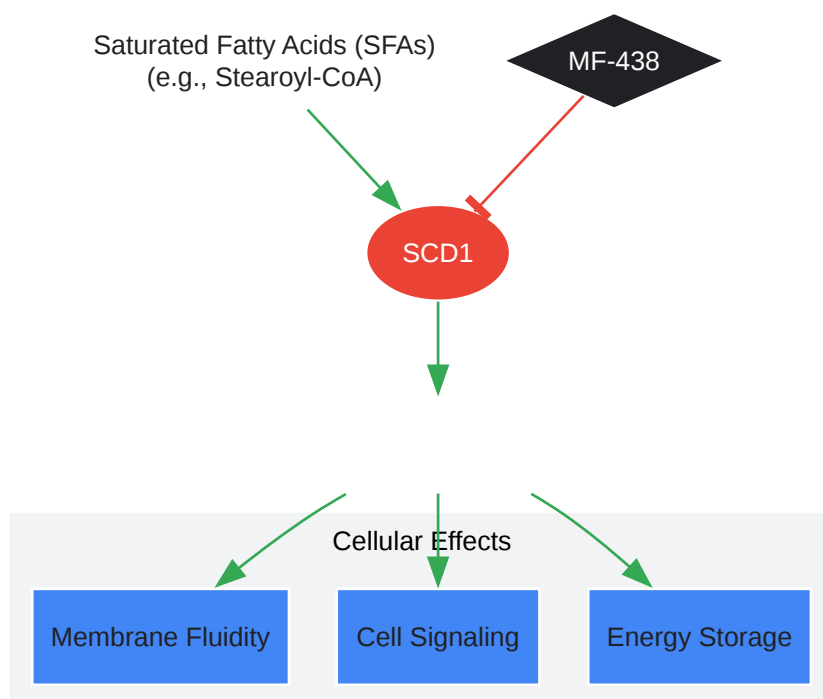 Saturated Fatty Acids (SFAs)
(e.g., Stearoyl-CoA)
MF-438
SCD1
Cellular Effects
Membrane Fluidity
Cell Signaling
Energy Storage